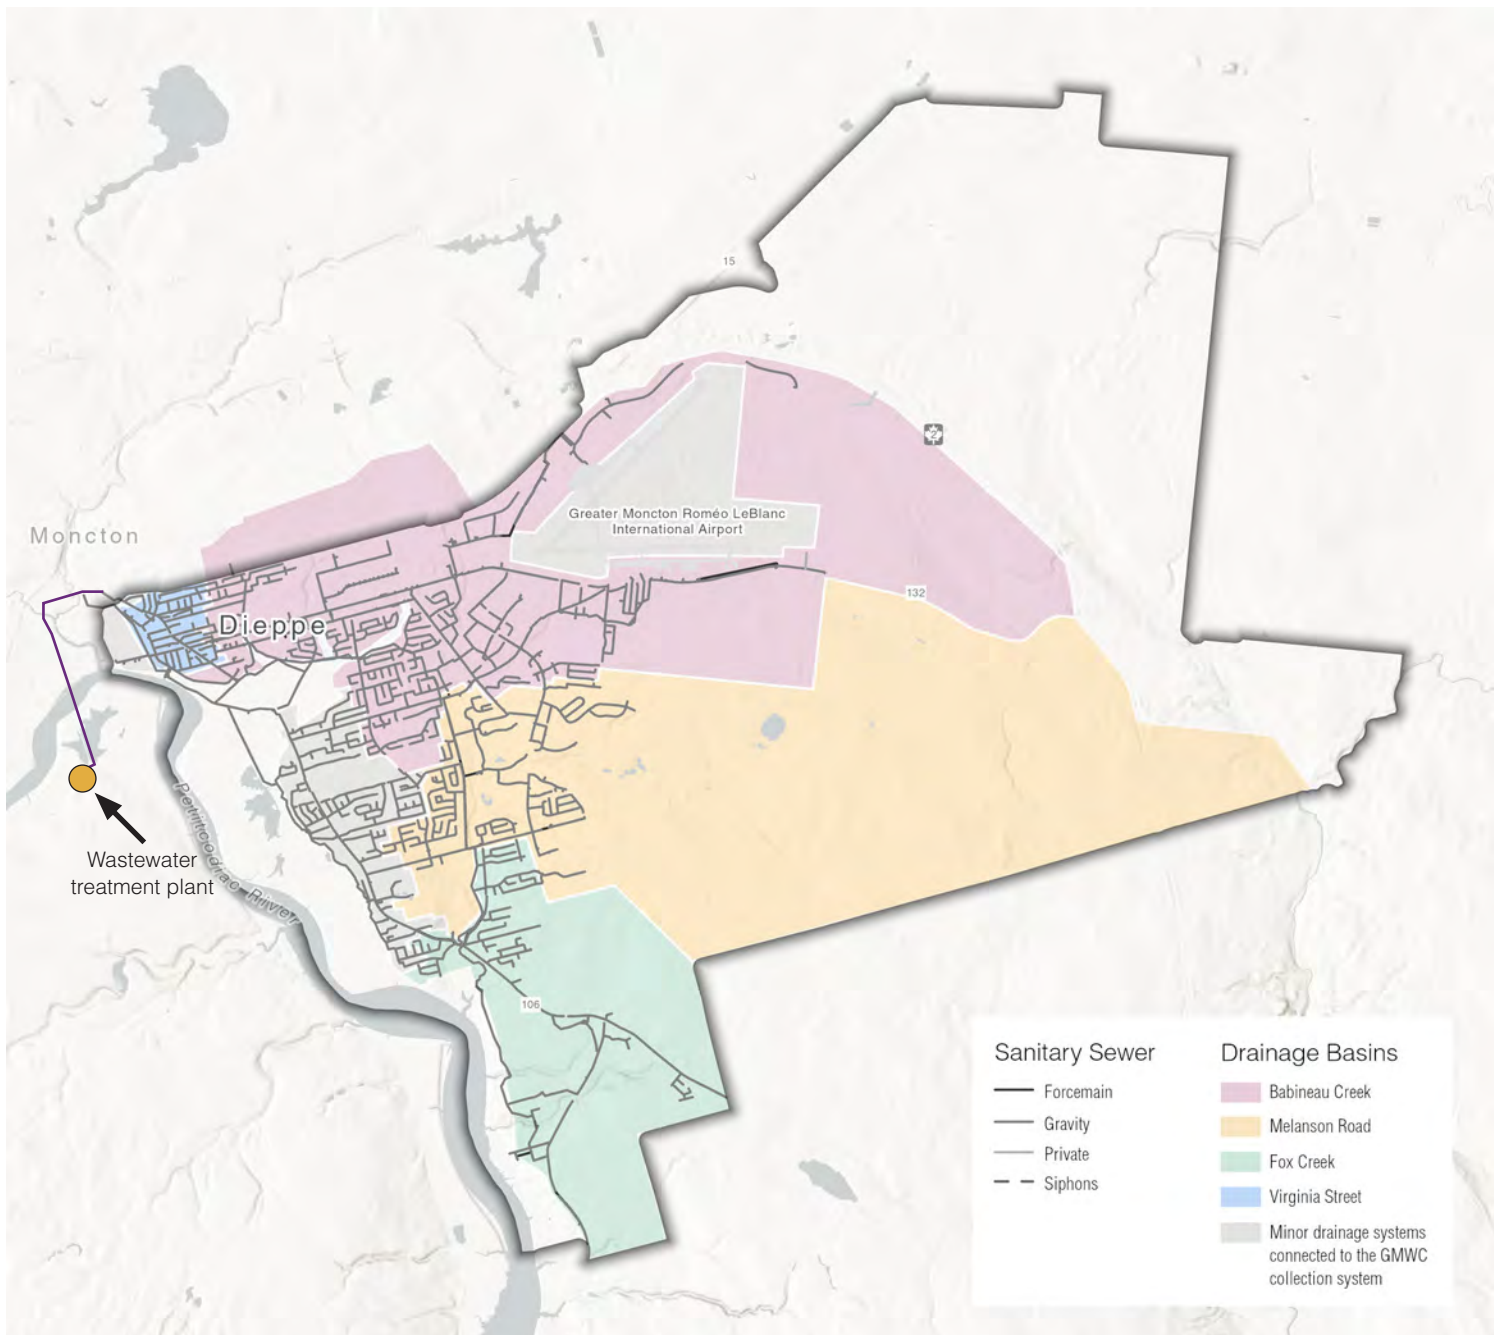 15
2
Greater Moncton Roméo LeBlanc
International Airport
Moncton
132
Dieppe
Petitcodiac River
Wastewater
treatment plant
106
Sanitary Sewer
Forcemain
Gravity
Private
Siphons
Drainage Basins
Babineau Creek
Melanson Road
Fox Creek
Virginia Street
Minor drainage systems
connected to the GMWC
collection system